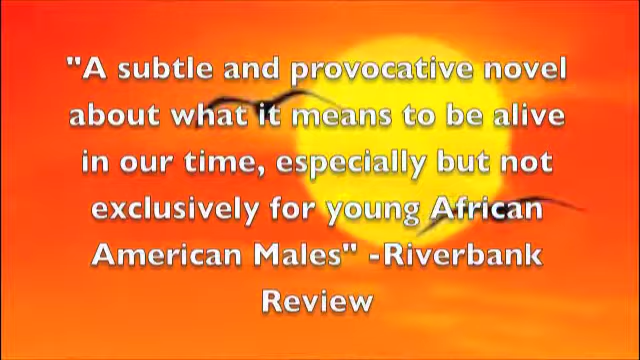 "A subtle and provocative novel
about what it means to be alive
in our time, especially but not
exclusively for young African
American Males" -Riverbank
Review